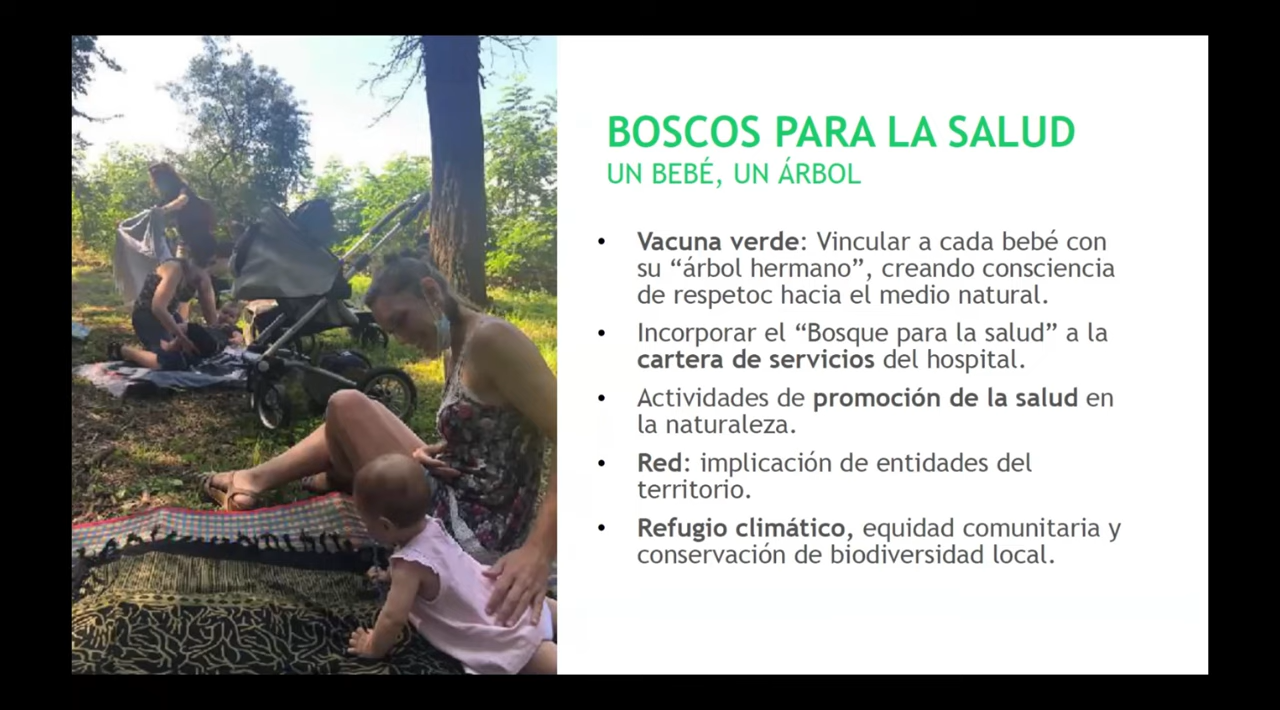 BOSCOS PARA LA SALUD
UN BEBÉ, UN ÁRBOL
• Vacuna verde: Vincular a cada bebé con
su “árbol hermano”, creando consciencia
de respetoc hacia el medio natural.
• Incorporar el “Bosque para la salud” a la
cartera de servicios del hospital.
• Actividades de promoción de la salud en
la naturaleza.
• Red: implicación de entidades del
territorio.
• Refugio climático, equidad comunitaria y
conservación de biodiversidad local.